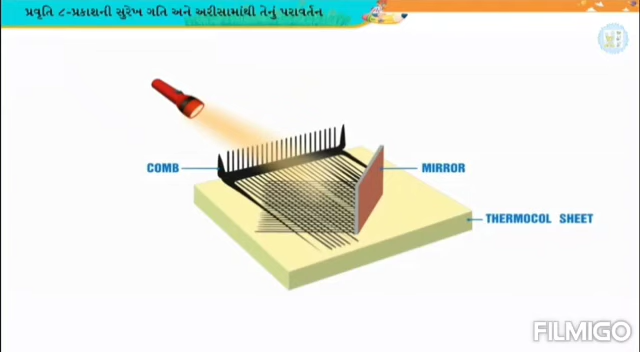 પ્રવૃતિ ૮-પ્રકાશની સુરેખ ગતિ અને અરીસામાંથી તેનું પરાવર્તન
COMB
MIRROR
THERMOCOL SHEET
FILMIGO